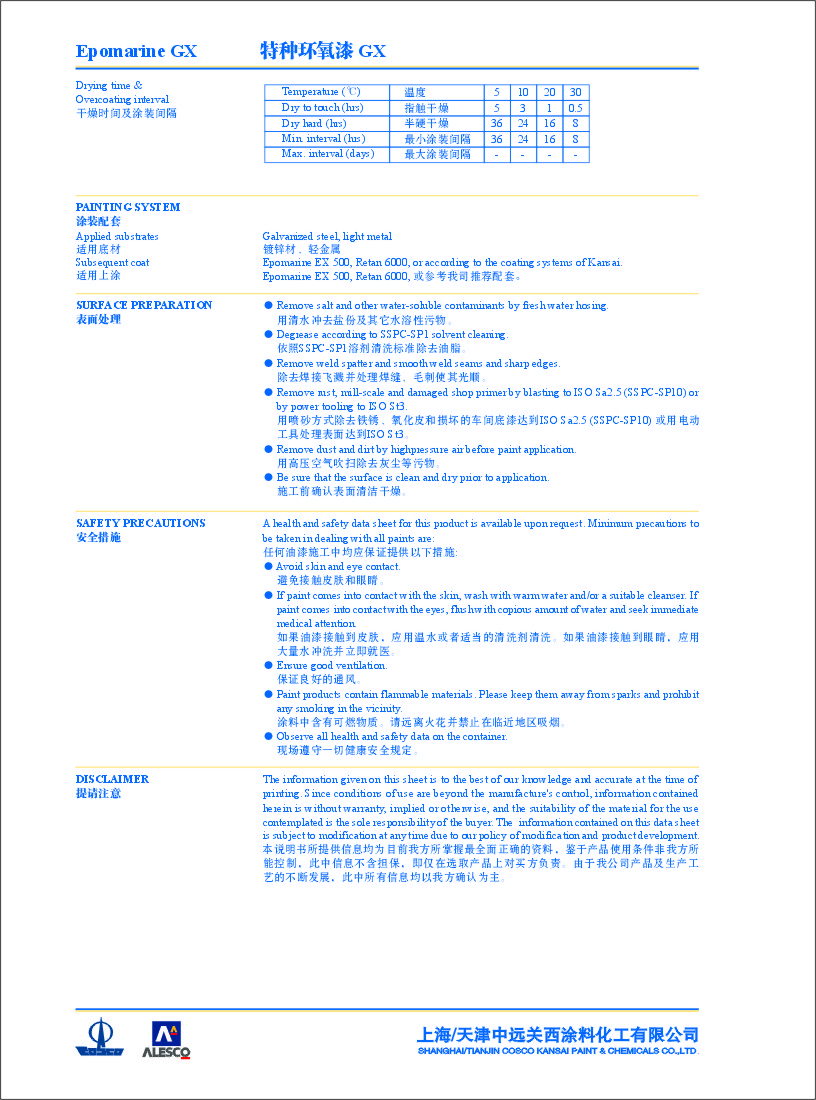 Epomarine GX 特种环氧漆 GX
Drying time &
Overcoating interval
干燥时间及涂装间隔
Temperature (℃) 温度 5 10 20 30
Dry to touch (hrs) 指触干燥 5 3 1 0.5
Dry hard (hrs) 半硬干燥 36 24 16 8
Min. interval (hrs) 最小涂装间隔 36 24 16 8
Max. interval (days) 最大涂装间隔 - - - -
PAINTING SYSTEM
涂装配套
Applied substrates Galvanized steel, light metal
适用底材 镀锌材、轻金属
Subsequent coat Epomarine EX 500, Retan 6000, or according to the coating systems of Kansai.
适用上涂 Epomarine EX 500, Retan 6000, 或参考我司推荐配套。
SURFACE PREPARATION
表面处理
● Remove salt and other water-soluble contaminants by fresh water hosing.
用清水冲去盐份及其它水溶性污物。
● Degrease according to SSPC-SP1 solvent cleaning.
依照SSPC-SP1溶剂清洗标准除去油脂。
● Remove weld spatter and smooth weld seams and sharp edges.
除去焊接飞溅并处理焊缝、毛刺使其光顺。
● Remove rust, mill-scale and damaged shop primer by blasting to ISO Sa2.5 (SSPC-SP10) or
by power tooling to ISO St3.
用喷砂方式除去铁锈、氧化皮和损坏的车间底漆达到ISO Sa2.5 (SSPC-SP10) 或用电动
工具处理表面达到ISO St3。
● Remove dust and dirt by highpressure air before paint application.
用高压空气吹扫除去灰尘等污物。
● Be sure that the surface is clean and dry prior to application.
施工前确认表面清洁干燥。
SAFETY PRECAUTIONS
安全措施
A health and safety data sheet for this product is available upon request. Minimum precautions to
be taken in dealing with all paints are:
任何油漆施工中均应保证提供以下措施:
● Avoid skin and eye contact.
避免接触皮肤和眼睛。
● If paint comes into contact with the skin, wash with warm water and/or a suitable cleanser. If
paint comes into contact with the eyes, flush with copious amount of water and seek immediate
medical attention.
如果油漆接触到皮肤，应用温水或者适当的清洗剂清洗。如果油漆接触到眼睛，应用
大量水冲洗并立即就医。
● Ensure good ventilation.
保证良好的通风。
● Paint products contain flammable materials. Please keep them away from sparks and prohibit
any smoking in the vicinity.
涂料中含有可燃物质。请远离火花并禁止在临近地区吸烟。
● Observe all health and safety data on the container.
现场遵守一切健康安全规定。
DISCLAIMER
提请注意
The information given on this sheet is to the best of our knowledge and accurate at the time of
printing. Since conditions of use are beyond the manufacture's control, information contained
herein is without warranty, implied or otherwise, and the suitability of the material for the use
contemplated is the sole responsibility of the buyer. The information contained on this data sheet
is subject to modification at any time due to our policy of modification and product development.
本说明书所提供信息均为目前我方所掌握最全面正确的资料，鉴于产品使用条件非我方所
能控制，此中信息不含担保，即仅在选取产品上对买方负责。由于我公司产品及生产工
艺的不断发展，此中所有信息均以我方确认为主。
COSCO ALESCO
上海/天津中远关西涂料化工有限公司
SHANGHAI/TIANJIN COSCO KANSAI PAINT & CHEMICALS CO.,LTD.